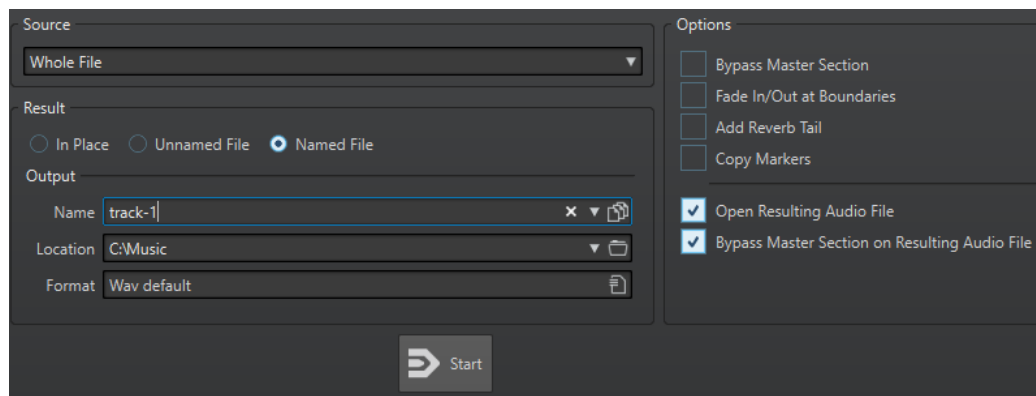 Source
Whole File
Result
In Place Unnamed File Named File
Output
Name track-1
Location C:\Music
Format Wav default
Start
Options
Bypass Master Section
Fade In/Out at Boundaries
Add Reverb Tail
Copy Markers
Open Resulting Audio File
Bypass Master Section on Resulting Audio File